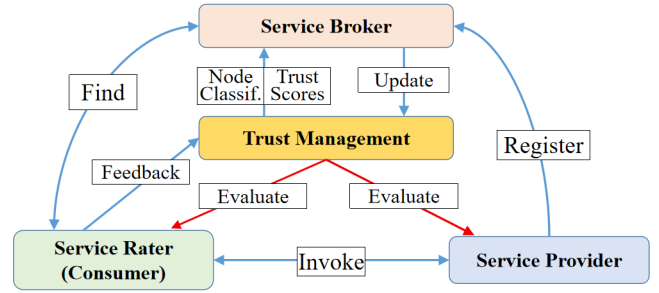 Service Broker
Node
Classif.
Trust
Scores
Update
Find
Trust Management
Register
Feedback
Evaluate
Evaluate
Service Rater
(Consumer)
Invoke
Service Provider